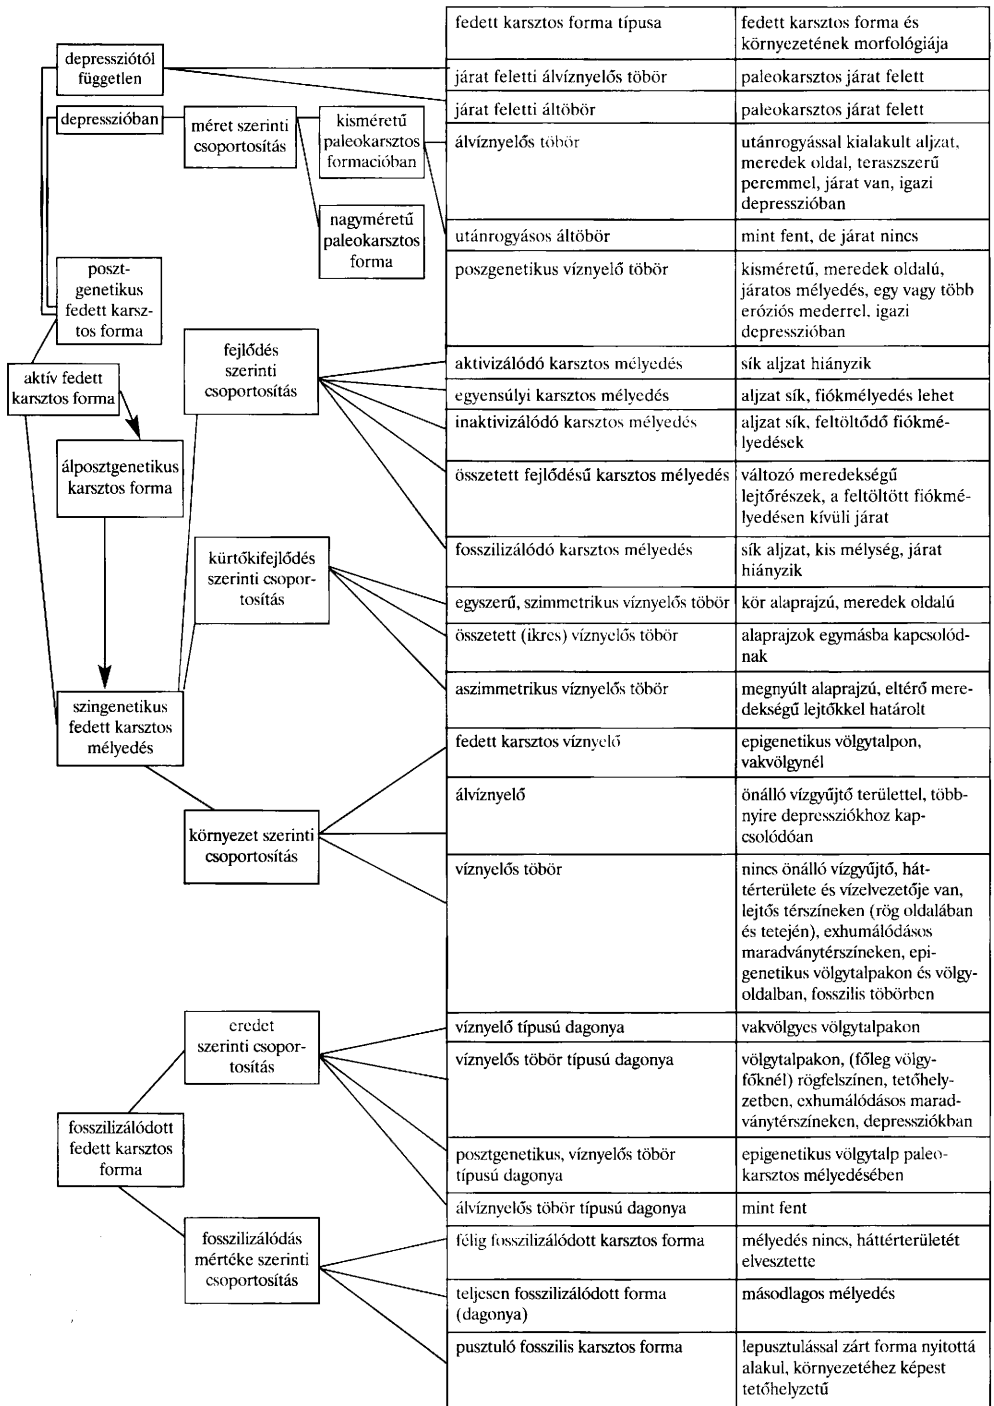 depressziótól
független
depresszióban
méret szerinti
csoportosítás
kisméretű
paleokarsztos
formációban
nagyméretű
paleokarsztos
forma
poszt-
genetikus
fedett karsz-
tos forma
aktív fedett
karsztos forma
álposztgenetikus
karsztos forma
fejlődés
szerinti
csoportosítás
kürtőkifejlődés
szerinti csopor-
tosítás
szingenetikus
fedett karsztos
mélyedés
környezet szerinti
csoportosítás
eredet
szerinti csopor-
tosítás
fosszilizálódott
fedett karsztos
forma
fosszilizálódás
mértéke szerinti
csoportosítás
fedett karsztos forma típusa
fedett karsztos forma és
környezetének morfológiája
járat feletti álvíznyelős töbör
paleokarsztos járat felett
járat feletti áltöbör
paleokarsztos járat felett
álvíznyelős töbör
utánrogyással kialakult aljzat,
meredek oldal, teraszszerű
peremmel, járat van, igazi
depresszióban
utánrogyásos áltöbör
mint fent, de járat nincs
poszgenetikus víznyelő töbör
kisméretű, meredek oldalú,
járatos mélyedés, egy vagy több
eróziós mederrel, igazi
depresszióban
aktivizálódó karsztos mélyedés
sík aljzat hiányzik
egyensúlyi karsztos mélyedés
aljzat sík, fiókmélyedés lehet
inaktivizálódó karsztos mélyedés
aljzat sík, feltöltődő fiókmé-
lyedések
összetett fejlődésű karsztos mélyedés
változó meredekségű
lejtőrészek, a feltöltött fiókmé-
lyedésen kívüli járat
fosszilizálódó karsztos mélyedés
sík aljzat, kis mélység, járat
hiányzik
egyszerű, szimmetrikus víznyelős töbör
kör alaprajzú, meredek oldalú
összetett (ikres) víznyelős töbör
alaprajzok egymásba kapcsolód-
nak
aszimmetrikus víznyelős töbör
megnyúlt alaprajzú, eltérő mere-
dekségű lejtőkkel határolt
fedett karsztos víznyelő
epigenetikus völgytalpon,
vakvölgynél
álvíznyelő
önálló vízgyűjtő területtel, több-
nyire depressziókhoz kap-
csolódóan
víznyelős töbör
nincs önálló vízgyűjtő, hát-
térterülete és vízelvezetője van,
lejtős térszíneken (rög oldalában
és tetején), exhumálódásos
maradványtérszíneken, epi-
genetikus völgytalpakon és völgy-
oldalban, fosszilis töbörben
víznyelő típusú dagonya
vakvölgyes völgytalpakon
víznyelős töbör típusú dagonya
völgytalpakon, (főleg völgy-
főknél) rögfelszínen, tetőhely-
zetben, exhumálódásos marad-
ványtérszíneken, depressziókban
posztgenetikus, víznyelős töbör
típusú dagonya
epigenetikus völgytalp paleo-
karsztos mélyedésében
álvíznyelős töbör típusú dagonya
mint fent
félig fosszilizálódott karsztos forma
mélyedés nincs, háttérterületét
elvesztette
teljesen fosszilizálódott forma
(dagonya)
másodlagos mélyedés
pusztuló fosszilis karsztos forma
lepusztulással zárt forma nyitottá
alakul, környezetéhez képest
tetőhelyzetű